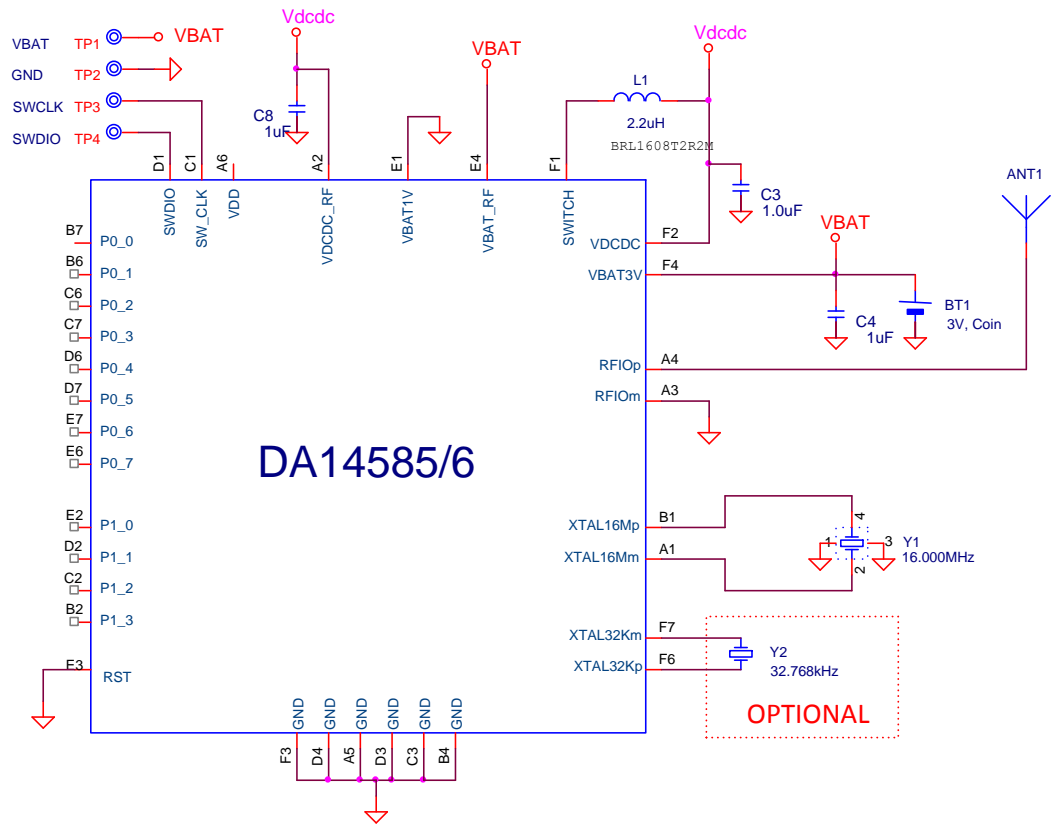 VBAT TP1 VBAT
GND TP2
SWCLK TP3
SWDIO TP4
Vdcdc
C8
1uF
VBAT
Vdcdc
L1
2.2uH
BRL1608T2R2M
C3
1.0uF
ANT1
D1 SWDIO
C1 SW_CLK
A6 VDD
A2 VDCDC_RF
E1 VBAT1V
E4 VBAT_RF
F1 SWITCH
B7 P0_0
B6 P0_1
C6 P0_2
C7 P0_3
D6 P0_4
D7 P0_5
E7 P0_6
E6 P0_7
E2 P1_0
D2 P1_1
C2 P1_2
B2 P1_3
E3 RST
DA14585/6
VDCDC F2
VBAT3V F4
VBAT
C4
1uF
BT1
3V, Coin
RFIOp A4
RFIOm A3
XTAL16Mp B1
XTAL16Mm A1
4
1
3
2
Y1
16.000MHz
XTAL32Km F7
XTAL32Kp F6
Y2
32.768kHz
OPTIONAL
GND F3
GND D4
GND A5
GND D3
GND C3
GND B4